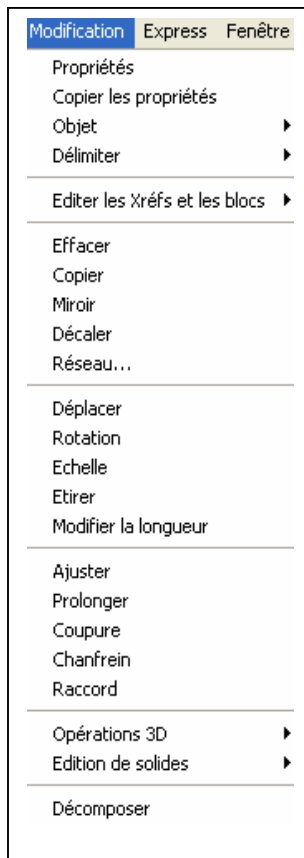 Modification Express Fenêtre
Propriétés
Copier les propriétés
Objet
Délimiter
Editer les Xréfs et les blocs
Effacer
Copier
Miroir
Décaler
Réseau...
Déplacer
Rotation
Echelle
Etirer
Modifier la longueur
Ajuster
Prolonger
Coupure
Chanfrein
Raccord
Opérations 3D
Edition de solides
Décomposer